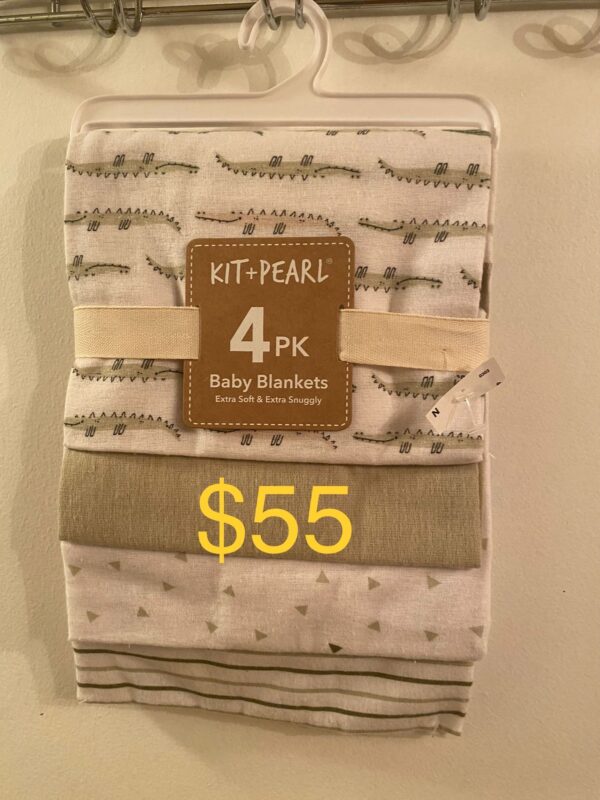 KIT+PEARL®
4PK
Baby Blankets
Extra Soft & Extra Snuggly
N
$55